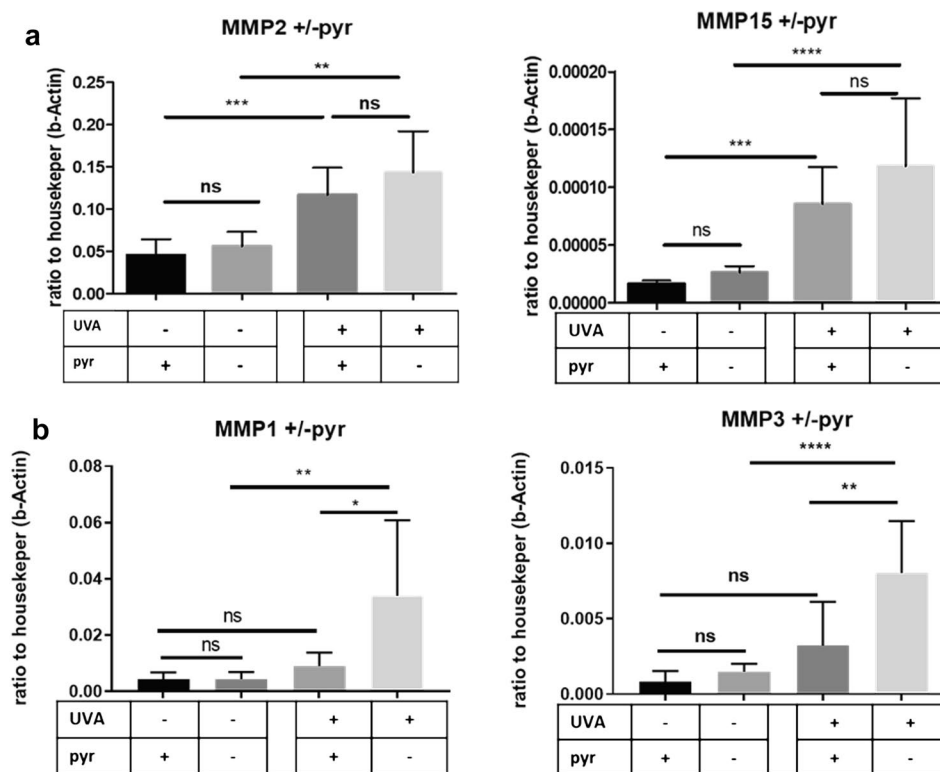 a
MMP2 +/-pyr
ratio to housekeper (b-Actin)
0.25
0.20
0.15
0.10
0.05
0.00
**
***
ns
ns
UVA - - + +
pyr + - + -
MMP15 +/-pyr
ratio to housekeper (b-Actin)
0.00020
0.00015
0.00010
0.00005
0.00000
****
ns
***
ns
UVA - - + +
pyr + - + -
b
MMP1 +/-pyr
ratio to housekeper (b-Actin)
0.08
0.06
0.04
0.02
0.00
**
*
ns
ns
UVA - - + +
pyr + - + -
MMP3 +/-pyr
ratio to housekeper (b-Actin)
0.015
0.010
0.005
0.000
****
**
ns
ns
UVA - - + +
pyr + - + -